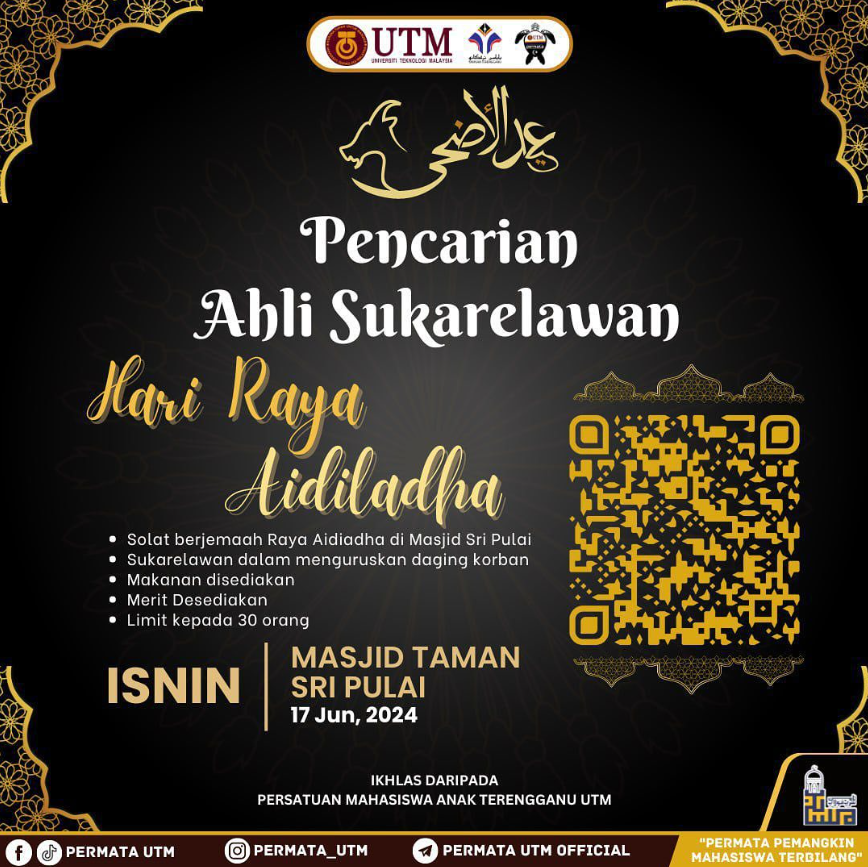 UTM
UNIVERSITI TEKNOLOGI MALAYSIA
عيد الأضحى
Pencarian
Ahli Sukarelawan
Hari Raya
Aidiladha
• Solat berjemaah Raya Aidiadha di Masjid Sri Pulai
• Sukarelawan dalam menguruskan daging korban
• Makanan disediakan
• Merit Desediakan
• Limit kepada 30 orang
ISNIN
MASJID TAMAN
SRI PULAI
17 Jun, 2024
IKHLAS DARIPADA
PERSATUAN MAHASISWA ANAK TERENGGANU UTM
PERMATA UTM
PERMATA_UTM
PERMATA UTM OFFICIAL
"PERMATA PEMANGKIN
MAHASISWA TERBILANG